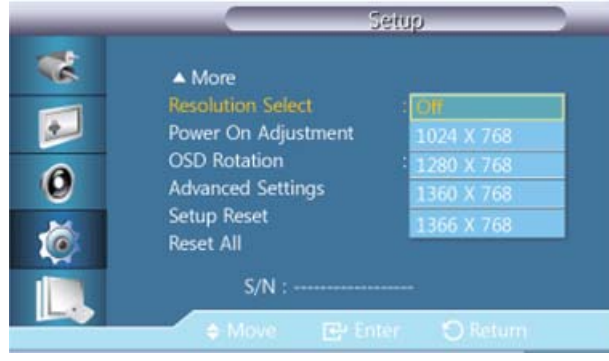 Setup
▲ More
Resolution Select : Off
Power On Adjustment 1024 X 768
OSD Rotation : 1280 X 768
Advanced Settings 1360 X 768
Setup Reset 1366 X 768
Reset All
S/N : --------------------
Move Enter Return